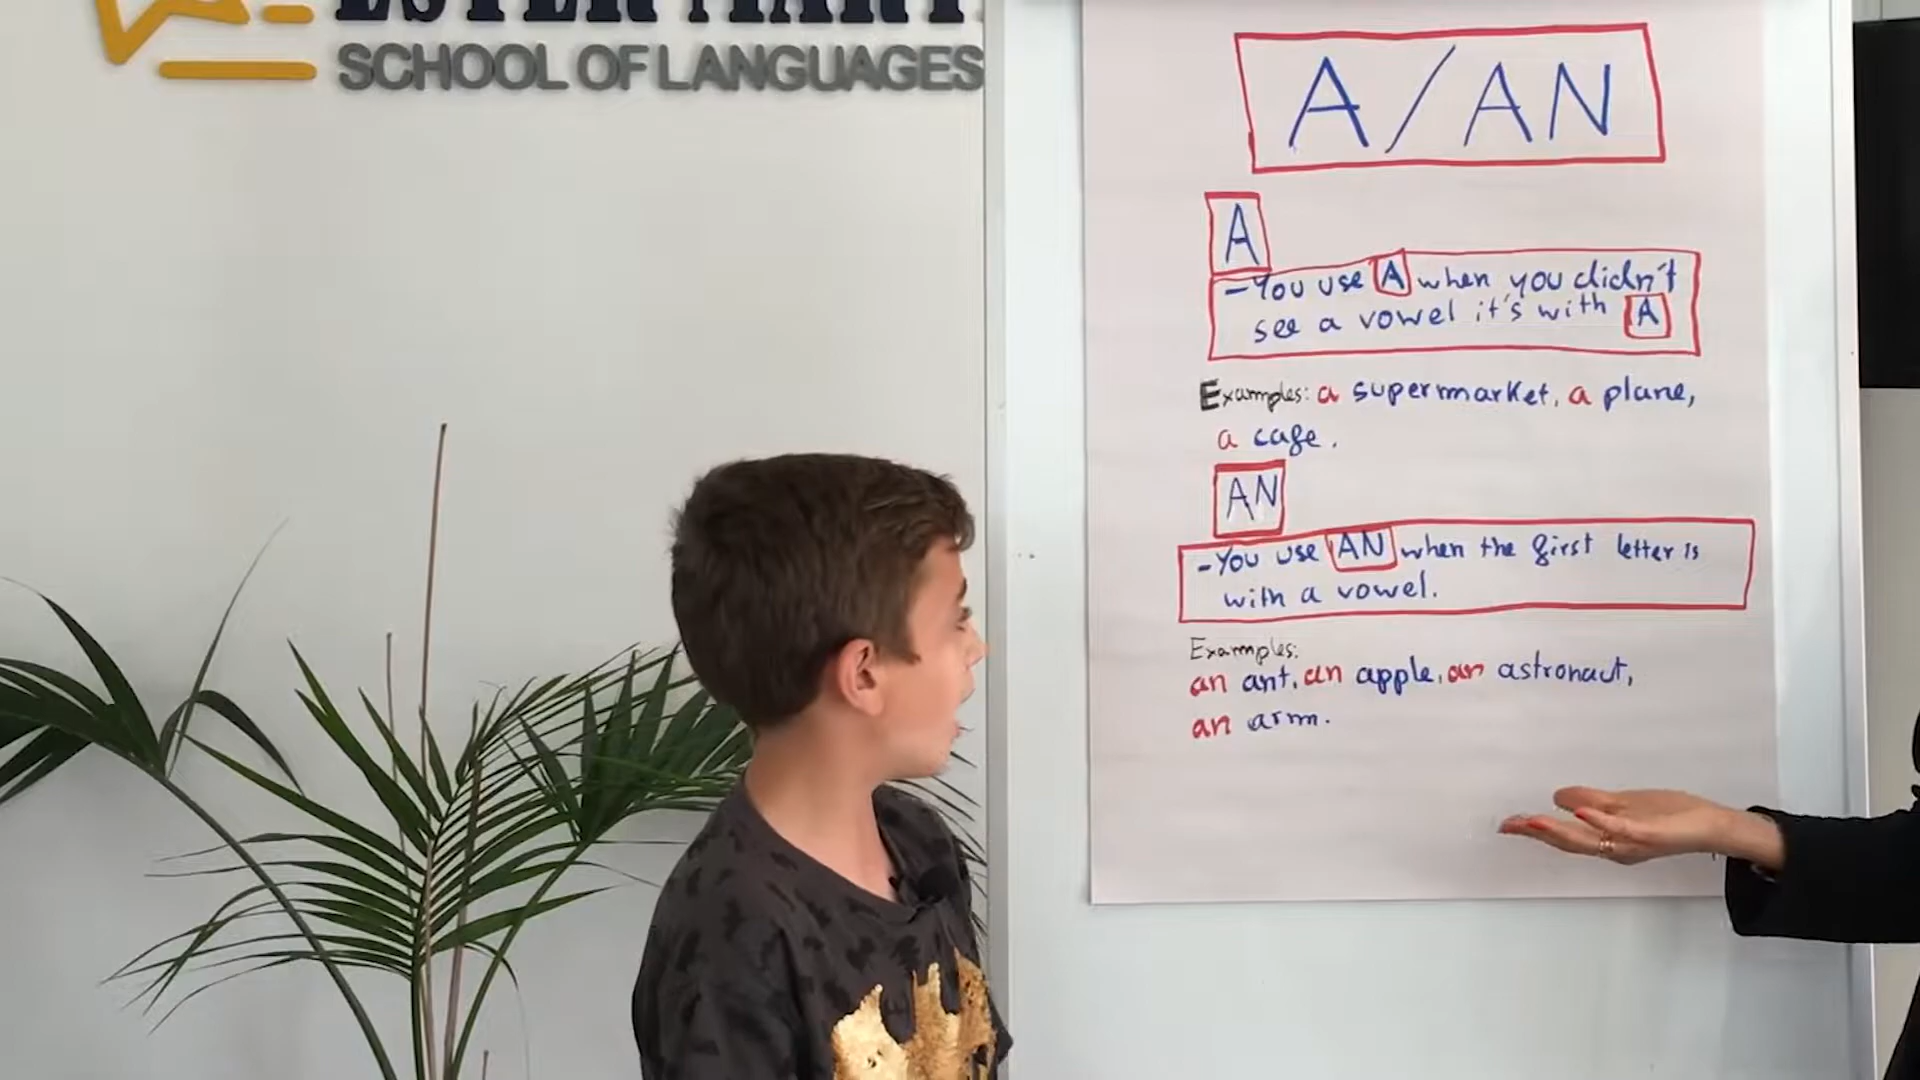 SCHOOL OF LANGUAGES
A/AN
A
-You use A when you didn't
see a vowel it's with A
Examples: a supermarket, a plane,
a cafe.
AN
-You use AN when the first letter is
with a vowel.
Examples:
an ant, an apple, an astronaut,
an arm.